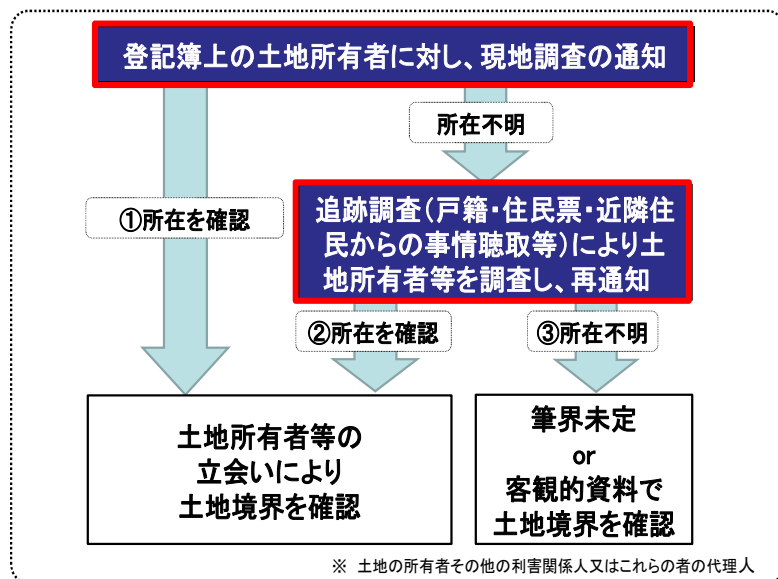 登記簿上の土地所有者に対し、現地調査の通知
所在不明
①所在を確認
追跡調査(戸籍・住民票・近隣住
民からの事情聴取等)により土
地所有者等を調査し、再通知
②所在を確認
③所在不明
土地所有者等の
立会いにより
土地境界を確認
筆界未定
or
客観的資料で
土地境界を確認
※ 土地の所有者その他の利害関係人又はこれらの者の代理人